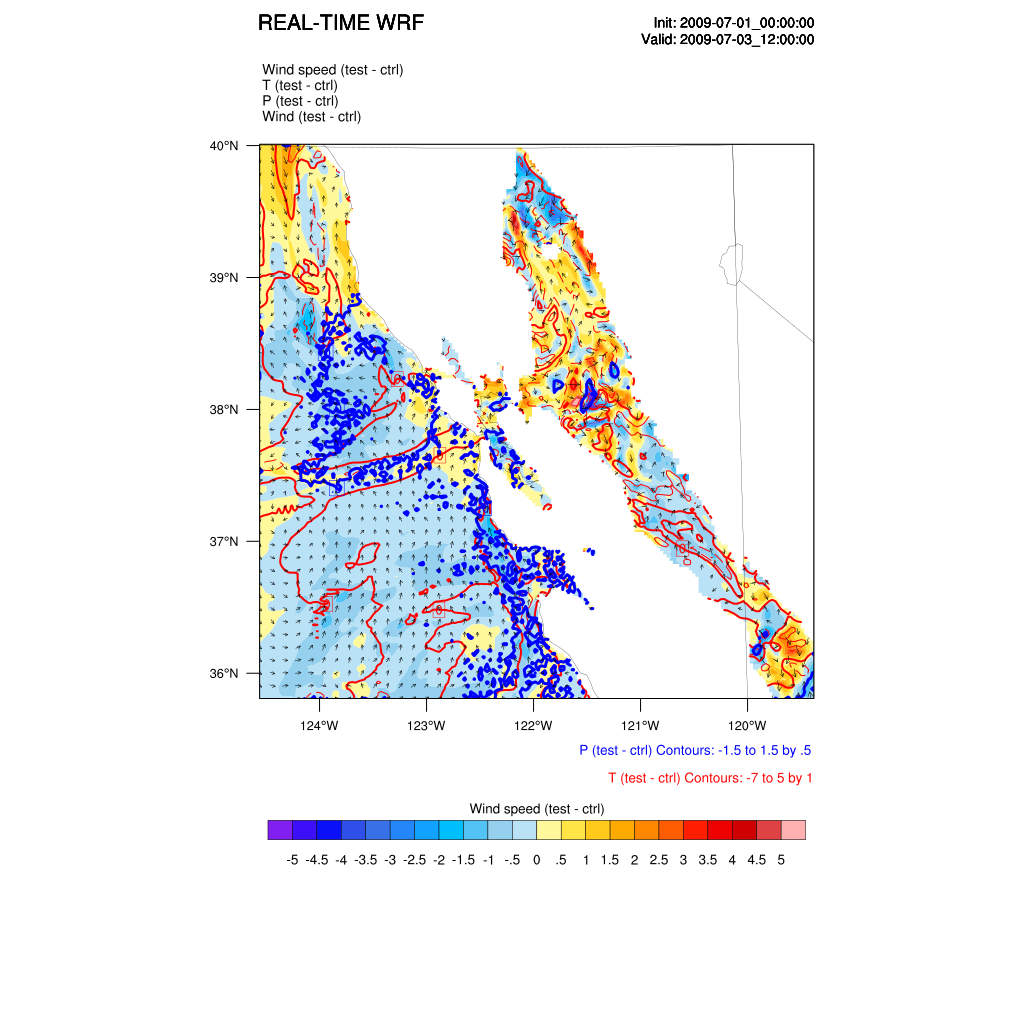 REAL-TIME WRF
Init: 2009-07-01_00:00:00
Valid: 2009-07-03_12:00:00
Wind speed (test - ctrl)
T (test - ctrl)
P (test - ctrl)
Wind (test - ctrl)
40°N
39°N
38°N
37°N
36°N
124°W 123°W 122°W 121°W 120°W
P (test - ctrl) Contours: -1.5 to 1.5 by .5
T (test - ctrl) Contours: -7 to 5 by 1
Wind speed (test - ctrl)
-5 -4.5 -4 -3.5 -3 -2.5 -2 -1.5 -1 -.5 0 .5 1 1.5 2 2.5 3 3.5 4 4.5 5